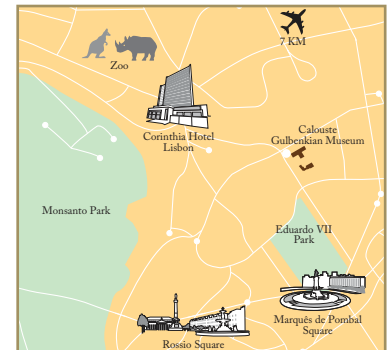 7 KM
Zoo
Corinthia Hotel
Lisbon
Calouste
Gulbenkian Museum
Monsanto Park
Eduardo VII
Park
Marquês de Pombal
Square
Rossio Square